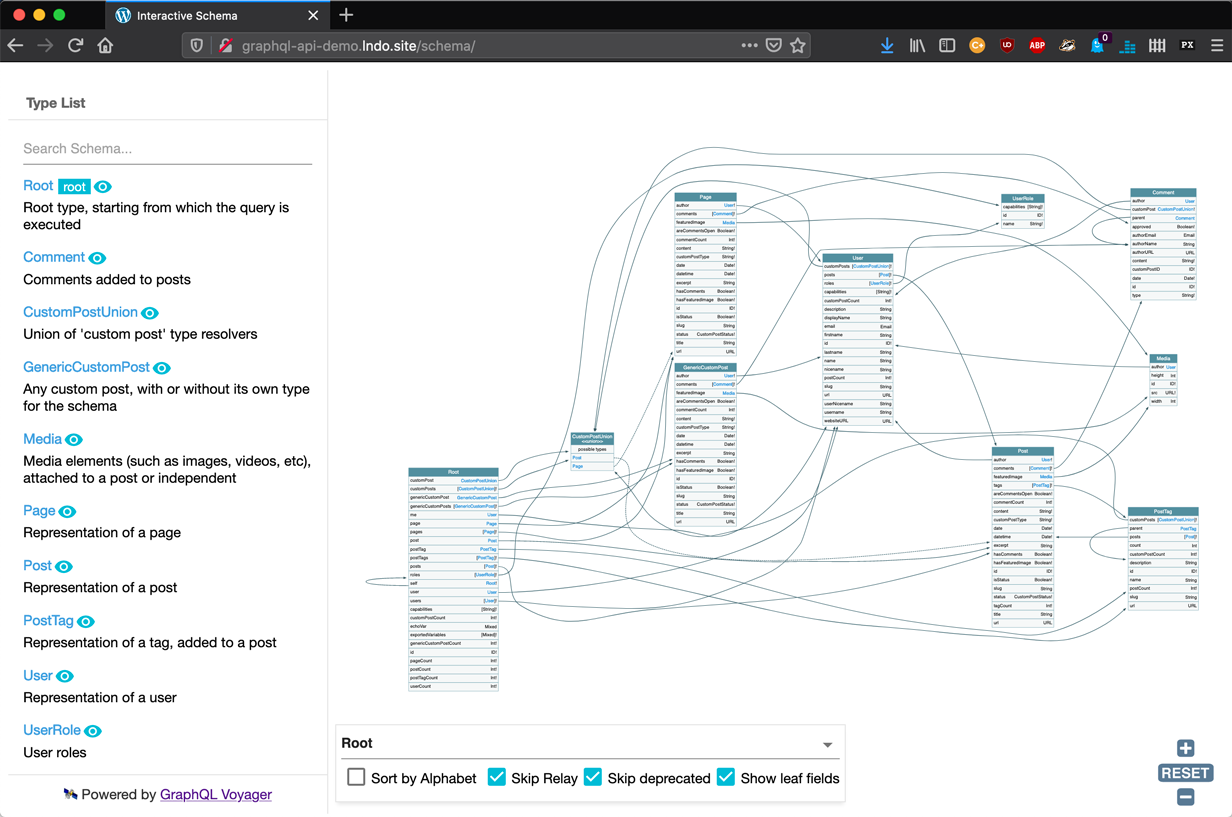 Interactive Schema
graphql-api-demo.lndo.site/schema/
C+
UD
ABP
0
PX
Type List
Search Schema...
Root root
Root type, starting from which the query is
executed
Comment
Comments added to posts
CustomPostUnion
Union of 'custom post' type resolvers
GenericCustomPost
Any custom post, with or without its own type
for the schema
Media
Media elements (such as images, videos, etc),
attached to a post or independent
Page
Representation of a page
Post
Representation of a post
PostTag
Representation of a tag, added to a post
User
Representation of a user
UserRole
User roles
Powered by GraphQL Voyager
Root
customPost CustomPostUnion
customPosts [CustomPostUnion]!
genericCustomPost GenericCustomPost
genericCustomPosts [GenericCustomPost]!
me User
page Page
pages [Page]!
post Post
postTag PostTag
postTags [PostTag]!
posts [Post]!
roles [UserRole]!
self Root!
user User
users [User]!
capabilities [String]!
customPostCount Int!
echoVar Mixed
exportedVariables [Mixed]!
genericCustomPostCount Int!
id ID!
pageCount Int!
postCount Int!
postTagCount Int!
userCount Int!
CustomPostUnion
possible types
Post
Page
Page
author User!
comments [Comment]!
featuredImage Media
areCommentsOpen Boolean!
commentCount Int!
content String!
customPostType String!
date Date!
datetime Date!
excerpt String!
hasComments Boolean!
hasFeaturedImage Boolean!
id ID!
isStatus Boolean!
slug String!
status CustomPostStatus!
title String!
url URL
GenericCustomPost
author User!
comments [Comment]!
featuredImage Media
areCommentsOpen Boolean!
commentCount Int!
content String!
customPostType String!
date Date!
datetime Date!
excerpt String!
hasComments Boolean!
hasFeaturedImage Boolean!
id ID!
isStatus Boolean!
slug String!
status CustomPostStatus!
title String!
url URL
User
customPosts [CustomPostUnion]!
posts [Post]!
roles [UserRole]!
capabilities [String]!
customPostCount Int!
description String
displayName String
email Email
firstname String
id ID!
lastname String
name String
nicename String
postCount Int!
slug String
url URL
userNicename String
username String
websiteURL URL
UserRole
capabilities [String]!
id ID!
name String!
Comment
author User
customPost CustomPostUnion!
parent Comment
approved Boolean!
authorEmail Email
authorName String
authorURL URL
content String!
customPostID ID!
date Date!
id ID!
type String!
Media
author User
height Int
id ID!
src URL!
width Int
Post
author User!
comments [Comment]!
featuredImage Media
tags [PostTag]!
areCommentsOpen Boolean!
commentCount Int!
content String!
customPostType String!
date Date!
datetime Date!
excerpt String!
hasComments Boolean!
hasFeaturedImage Boolean!
id ID!
isStatus Boolean!
slug String!
status CustomPostStatus!
tagCount Int!
title String!
url URL
PostTag
customPosts [CustomPostUnion]!
parent PostTag
posts [Post]!
count Int
customPostCount Int!
description String
id ID!
name String
postCount Int!
slug String
url URL
Root
Sort by Alphabet Skip Relay Skip deprecated Show leaf fields
RESET